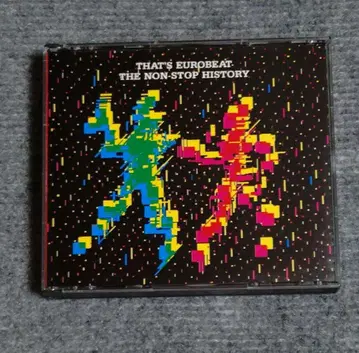 THAT'S EUROBEAT
THE NON-STOP HISTORY